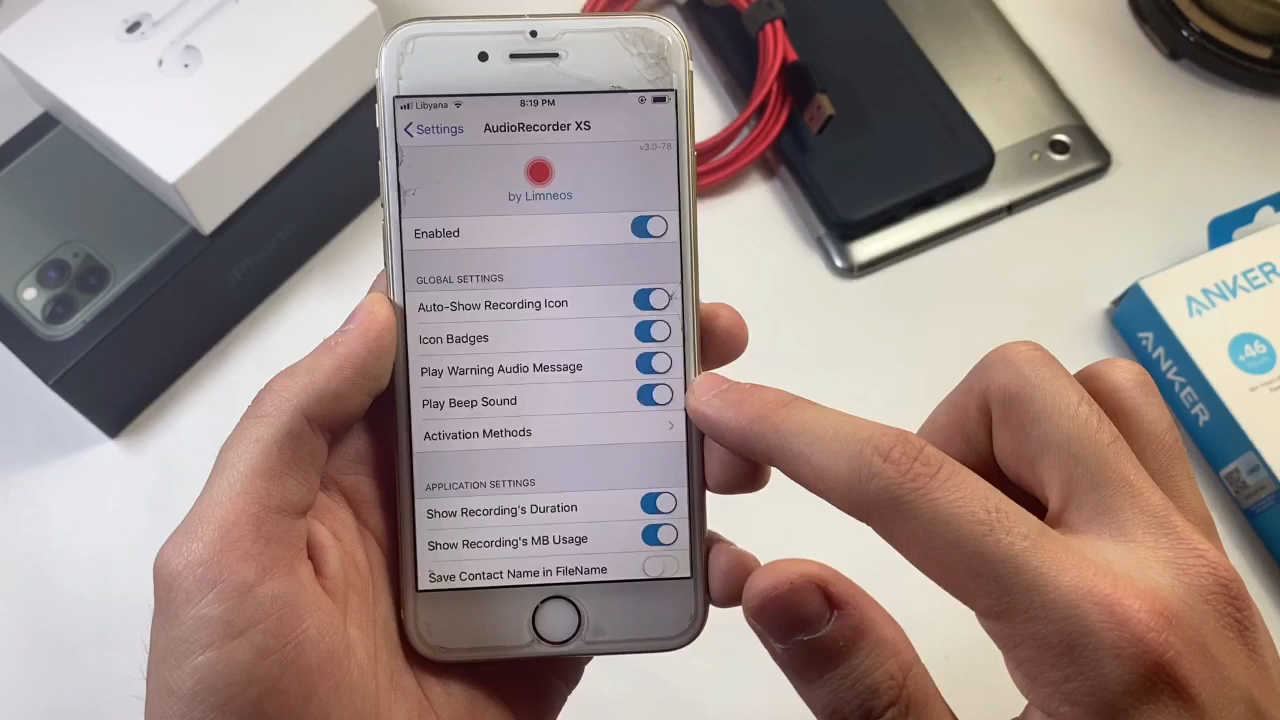 Libyana
8:19 PM
Settings
AudioRecorder XS
v3.0-78
by Limneos
Enabled
GLOBAL SETTINGS
Auto-Show Recording Icon
Icon Badges
Play Warning Audio Message
Play Beep Sound
Activation Methods
APPLICATION SETTINGS
Show Recording's Duration
Show Recording's MB Usage
Save Contact Name in FileName
ANKER
ANKER